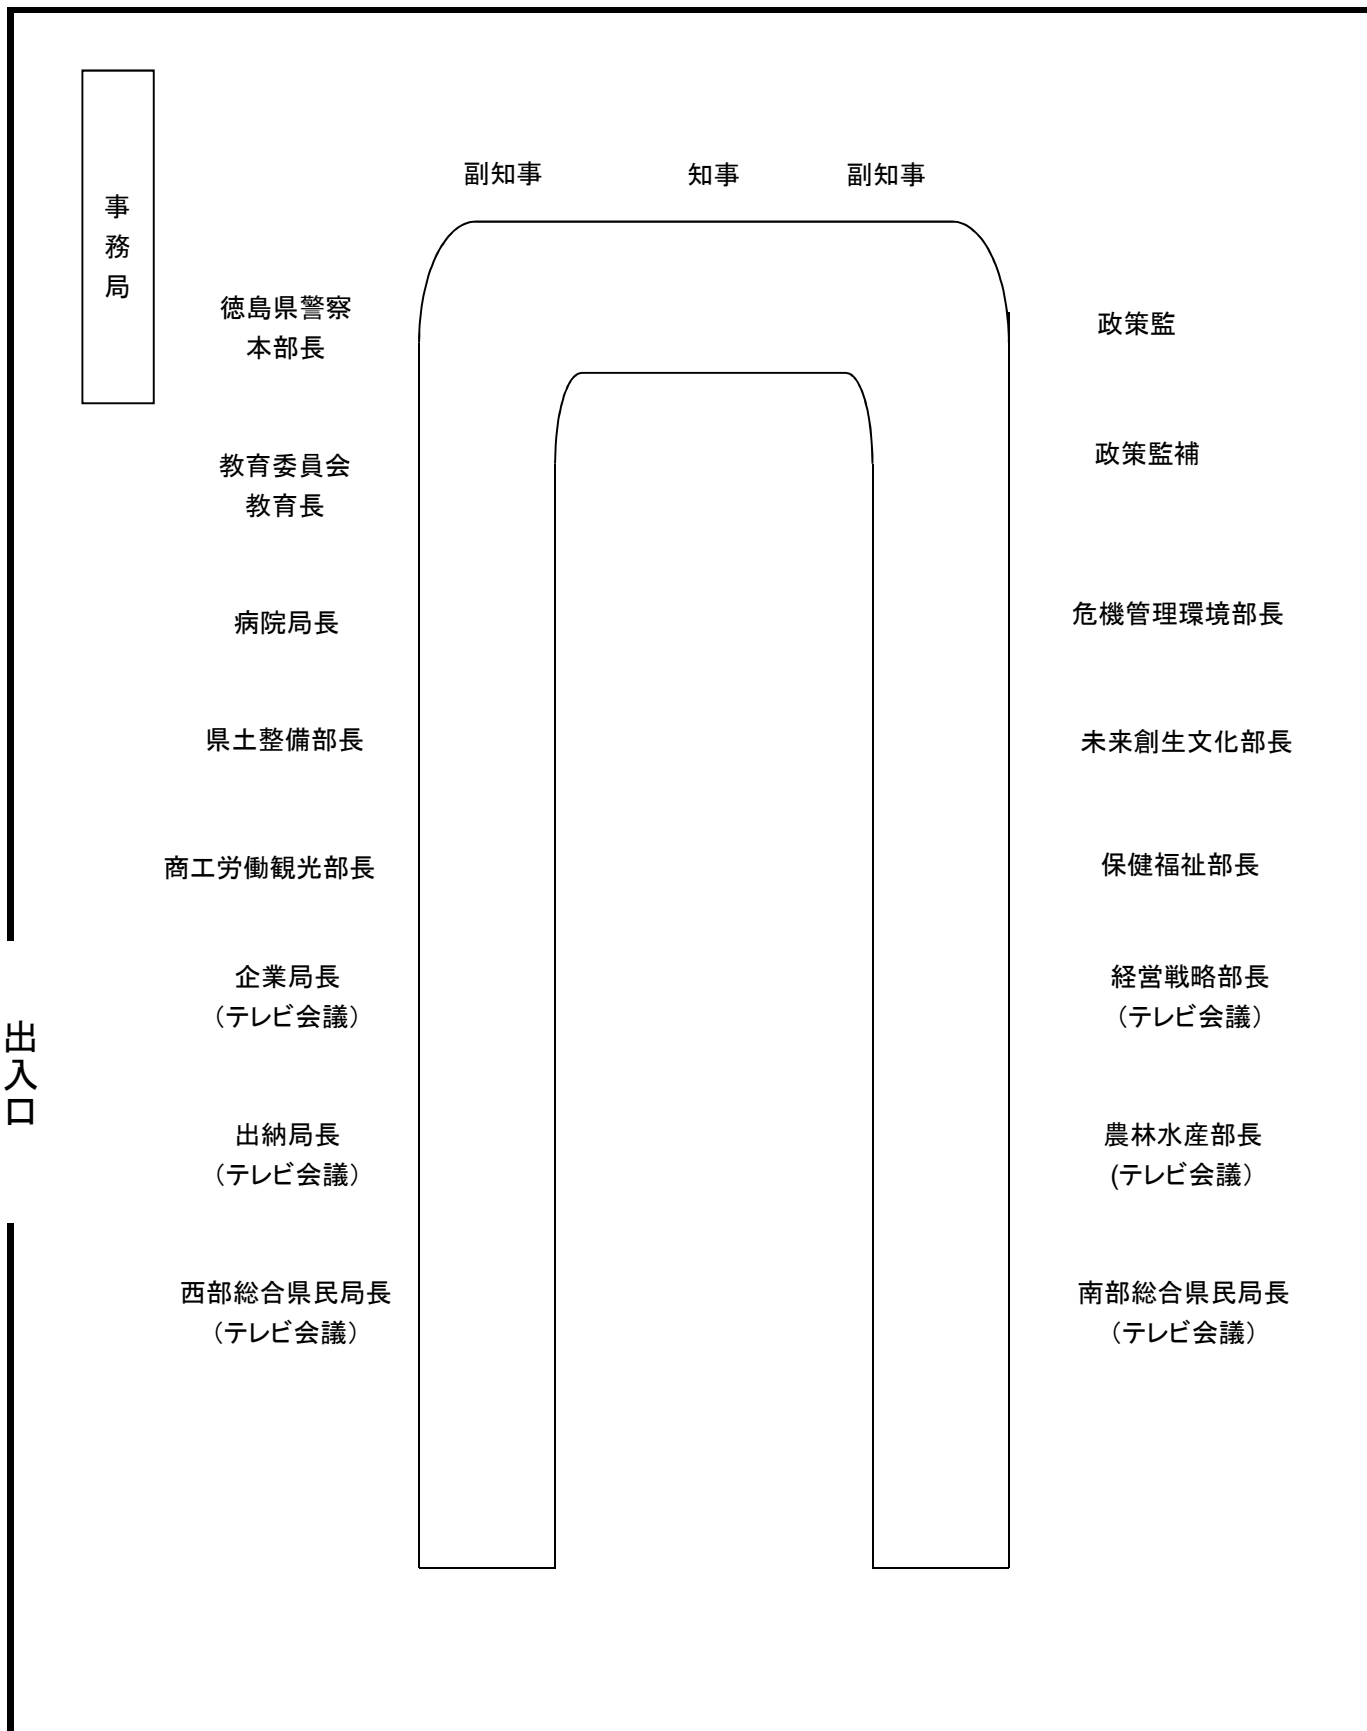 副知事
知事
副知事
事務局
徳島県警察
本部長
政策監
教育委員会
教育長
政策監補
病院局長
危機管理環境部長
県土整備部長
未来創生文化部長
商工労働観光部長
保健福祉部長
企業局長
（テレビ会議）
経営戦略部長
（テレビ会議）
出入口
出納局長
（テレビ会議）
農林水産部長
(テレビ会議）
西部総合県民局長
（テレビ会議）
南部総合県民局長
（テレビ会議）